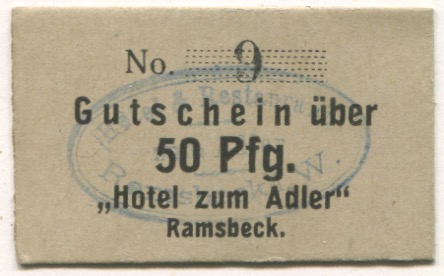 No. 9
Gutschein über
50 Pfg.
„Hotel zum Adler“
Ramsbeck.